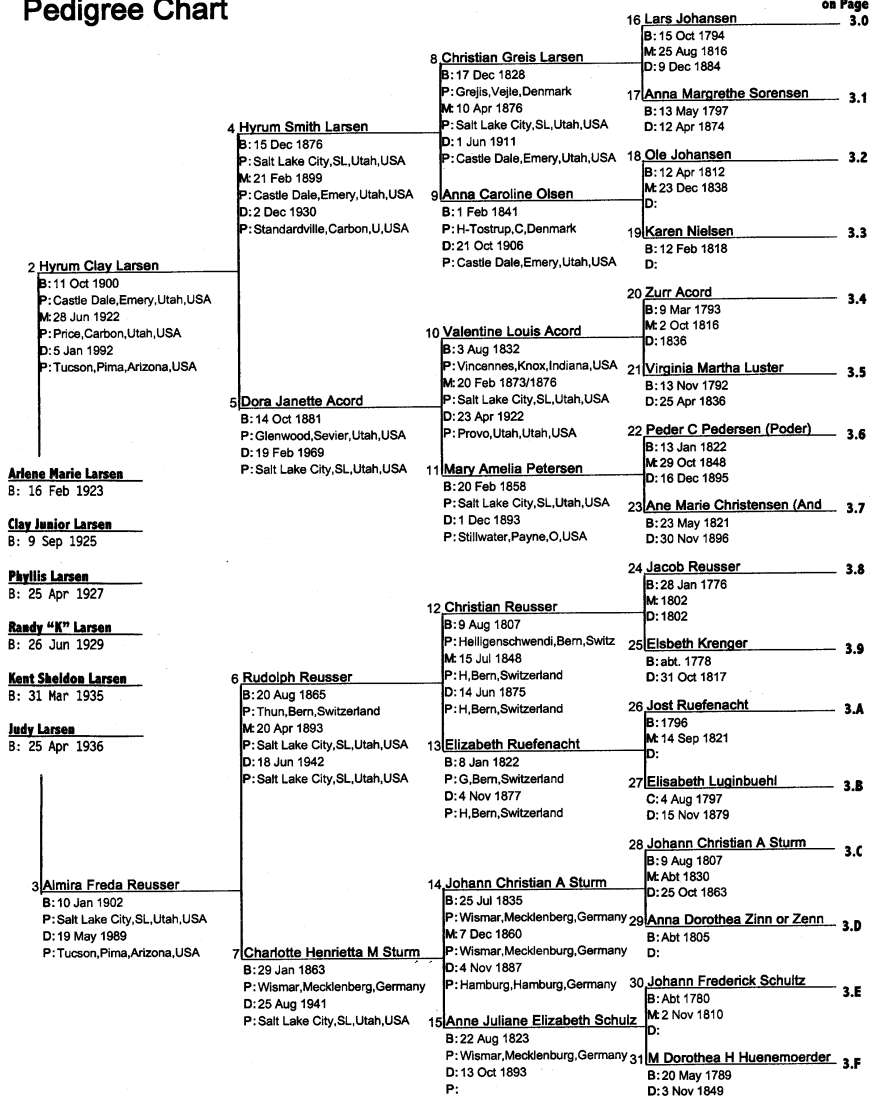 Pedigree Chart
on Page
2 Hyrum Clay Larsen
B: 11 Oct 1900
P: Castle Dale,Emery,Utah,USA
M: 28 Jun 1922
P: Price,Carbon,Utah,USA
D: 5 Jan 1992
P: Tucson,Pima,Arizona,USA
Arlene Marie Larsen
B: 16 Feb 1923
Clay Junior Larsen
B: 9 Sep 1925
Phyllis Larsen
B: 25 Apr 1927
Randy “K” Larsen
B: 26 Jun 1929
Kent Sheldon Larsen
B: 31 Mar 1935
Judy Larsen
B: 25 Apr 1936
3 Almira Freda Reusser
B: 10 Jan 1902
P: Salt Lake City,SL,Utah,USA
D: 19 May 1989
P: Tucson,Pima,Arizona,USA
4 Hyrum Smith Larsen
B: 15 Dec 1876
P: Salt Lake City,SL,Utah,USA
M: 21 Feb 1899
P: Castle Dale,Emery,Utah,USA
D: 2 Dec 1930
P: Standardville,Carbon,U,USA
5 Dora Janette Acord
B: 14 Oct 1881
P: Glenwood,Sevier,Utah,USA
D: 19 Feb 1969
P: Salt Lake City,SL,Utah,USA
6 Rudolph Reusser
B: 20 Aug 1865
P: Thun,Bern,Switzerland
M: 20 Apr 1893
P: Salt Lake City,SL,Utah,USA
D: 18 Jun 1942
P: Salt Lake City,SL,Utah,USA
7 Charlotte Henrietta M Sturm
B: 29 Jan 1863
P: Wismar,Mecklenberg,Germany
D: 25 Aug 1941
P: Salt Lake City,SL,Utah,USA
8 Christian Greis Larsen
B: 17 Dec 1828
P: Grejis,Vejle,Denmark
M: 10 Apr 1876
P: Salt Lake City,SL,Utah,USA
D: 1 Jun 1911
P: Castle Dale,Emery,Utah,USA
9 Anna Caroline Olsen
B: 1 Feb 1841
P: H-Tostrup,C,Denmark
D: 21 Oct 1906
P: Castle Dale,Emery,Utah,USA
10 Valentine Louis Acord
B: 3 Aug 1832
P: Vincennes,Knox,Indiana,USA
M: 20 Feb 1873/1876
P: Salt Lake City,SL,Utah,USA
D: 23 Apr 1922
P: Provo,Utah,Utah,USA
11 Mary Amelia Petersen
B: 20 Feb 1858
P: Salt Lake City,SL,Utah,USA
D: 1 Dec 1893
P: Stillwater,Payne,O,USA
12 Christian Reusser
B: 9 Aug 1807
P: Helligenschwendi,Bern,Switz
M: 15 Jul 1848
P: H,Bern,Switzerland
D: 14 Jun 1875
P: H,Bern,Switzerland
13 Elizabeth Ruefenacht
B: 8 Jan 1822
P: G,Bern,Switzerland
D: 4 Nov 1877
P: H,Bern,Switzerland
14 Johann Christian A Sturm
B: 25 Jul 1835
P: Wismar,Mecklenberg,Germany
M: 7 Dec 1860
P: Wismar,Mecklenburg,Germany
D: 4 Nov 1887
P: Hamburg,Hamburg,Germany
15 Anne Juliane Elizabeth Schulz
B: 22 Aug 1823
P: Wismar,Mecklenburg,Germany
D: 13 Oct 1893
P:
16 Lars Johansen 3.0
B: 15 Oct 1794
M: 25 Aug 1816
D: 9 Dec 1884
17 Anna Margrethe Sorensen 3.1
B: 13 May 1797
D: 12 Apr 1874
18 Ole Johansen 3.2
B: 12 Apr 1812
M: 23 Dec 1838
D:
19 Karen Nielsen 3.3
B: 12 Feb 1818
D:
20 Zurr Acord 3.4
B: 9 Mar 1793
M: 2 Oct 1816
D: 1836
21 Virginia Martha Luster 3.5
B: 13 Nov 1792
D: 25 Apr 1836
22 Peder C Pedersen (Poder) 3.6
B: 13 Jan 1822
M: 29 Oct 1848
D: 16 Dec 1895
23 Ane Marie Christensen (And 3.7
B: 23 May 1821
D: 30 Nov 1896
24 Jacob Reusser 3.8
B: 28 Jan 1776
M: 1802
D: 1802
25 Elsbeth Krenger 3.9
B: abt. 1778
D: 31 Oct 1817
26 Jost Ruefenacht 3.A
B: 1796
M: 14 Sep 1821
D:
27 Elisabeth Luginbuehl 3.B
C: 4 Aug 1797
D: 15 Nov 1879
28 Johann Christian A Sturm 3.C
B: 9 Aug 1807
M: Abt 1830
D: 25 Oct 1863
29 Anna Dorothea Zinn or Zenn 3.D
B: Abt 1805
D:
30 Johann Frederick Schultz 3.E
B: Abt 1780
M: 2 Nov 1810
D:
31 M Dorothea H Huenemoerder 3.F
B: 20 May 1789
D: 3 Nov 1849